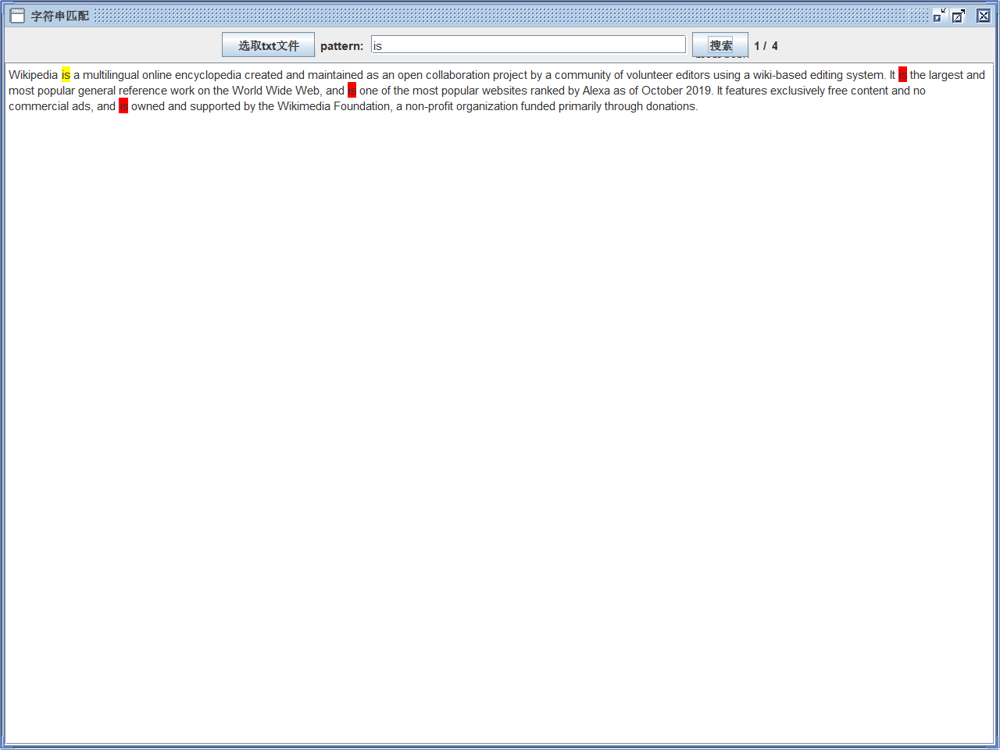 字符串匹配
选取txt文件 pattern: is 搜索 1 / 4
Wikipedia is a multilingual online encyclopedia created and maintained as an open collaboration project by a community of volunteer editors using a wiki-based editing system. It is the largest and
most popular general reference work on the World Wide Web, and is one of the most popular websites ranked by Alexa as of October 2019. It features exclusively free content and no
commercial ads, and is owned and supported by the Wikimedia Foundation, a non-profit organization funded primarily through donations.